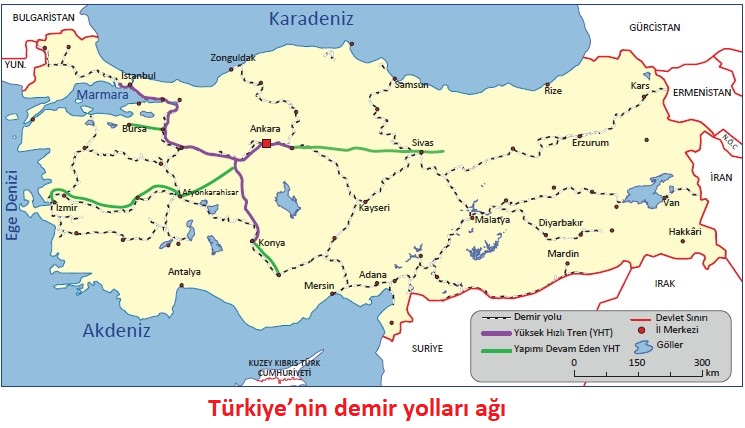 BULGARİSTAN
Karadeniz
GÜRCİSTAN
YUN.
Zonguldak
İstanbul
Samsun
Rize
Kars
ERMENİSTAN
Marmara
Bursa
Ankara
Sivas
Erzurum
N.Ö.C
İRAN
Ege Denizi
İzmir
Afyonkarahisar
Kayseri
Malatya
Diyarbakır
Van
Hakkâri
Konya
Mardin
Antalya
Mersin
Adana
IRAK
Akdeniz
SURİYE
KUZEY KIBRIS TÜRK
CUMHURİYETİ
Demir yolu
Devlet Sınırı
Yüksek Hızlı Tren (YHT)
İl Merkezi
Yapımı Devam Eden YHT
Göller
0 150 300
km
Türkiye'nin demir yolları ağı